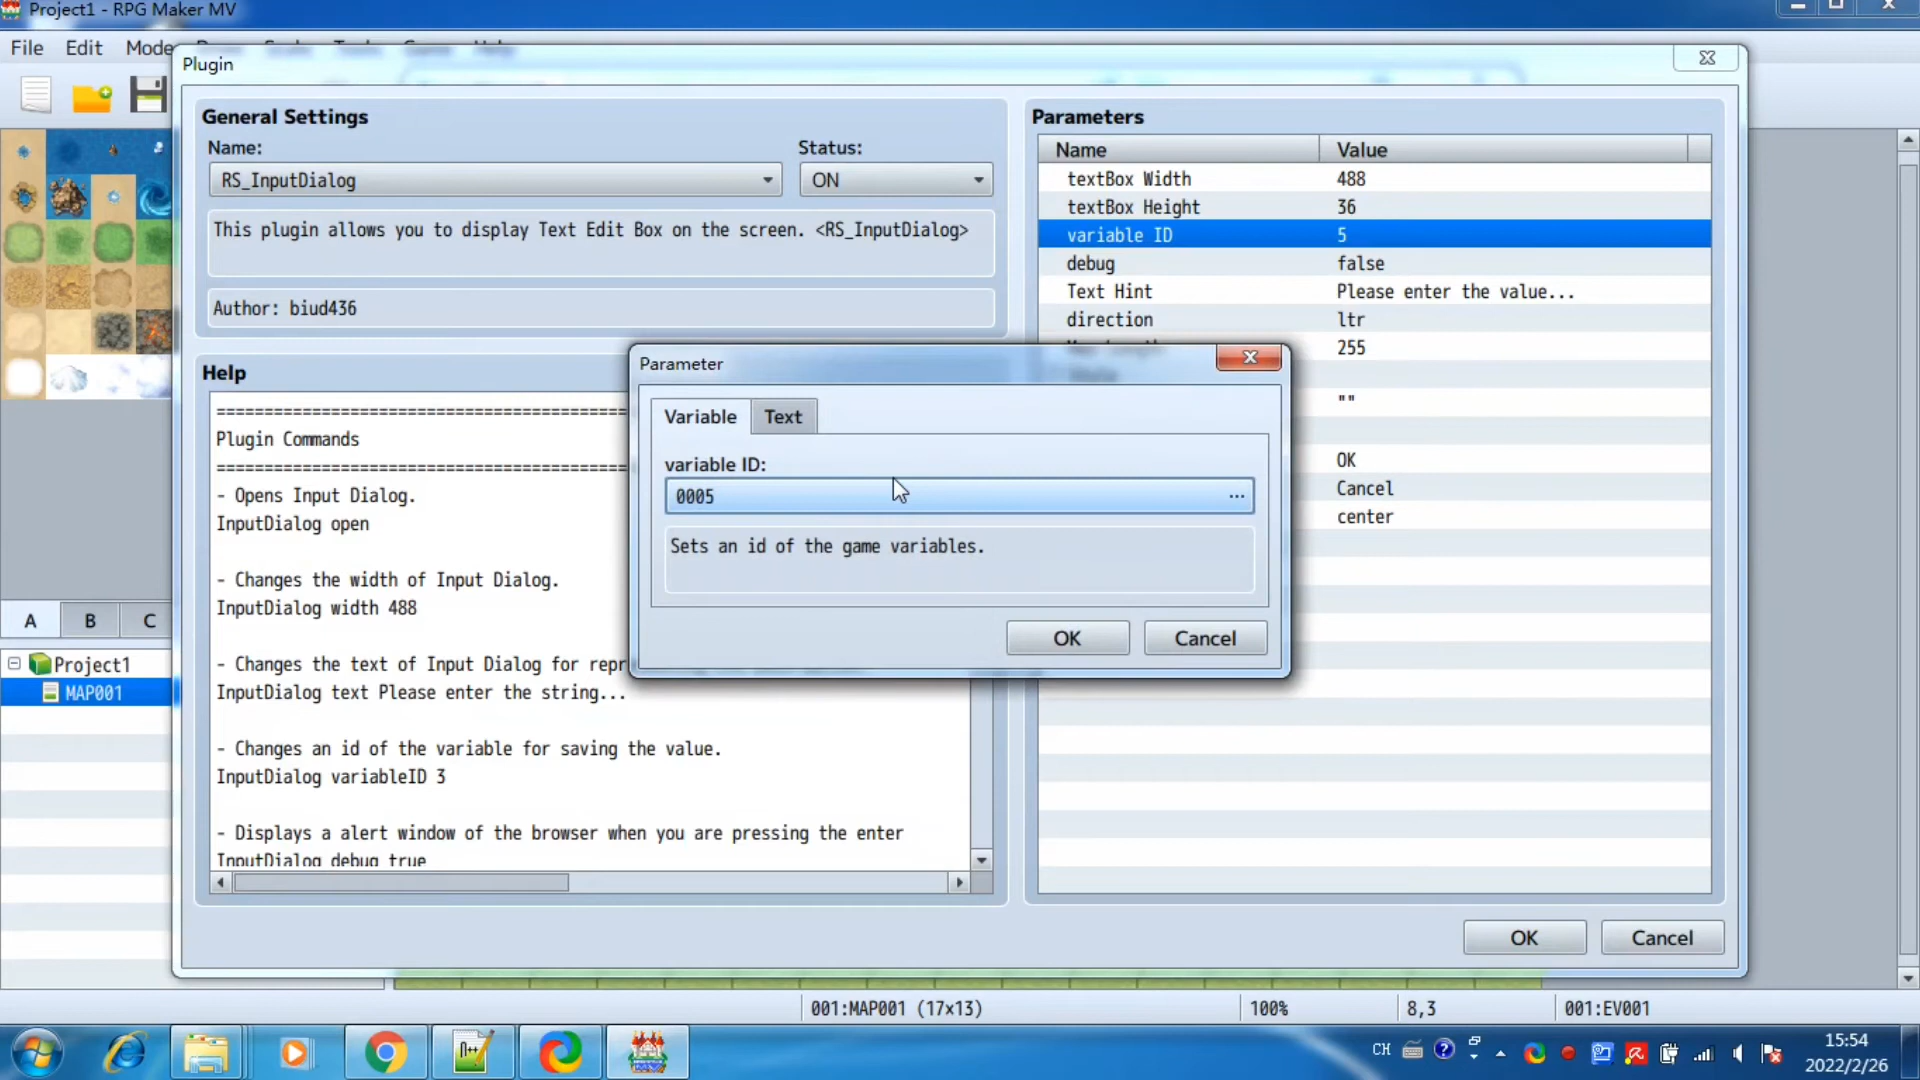 Project1 - RPG Maker MV
File Edit Mode
Plugin
General Settings
Name:
Status:
RS_InputDialog
ON
This plugin allows you to display Text Edit Box on the screen. <RS_InputDialog>
Author: biud436
Help
================================================
Plugin Commands
================================================
- Opens Input Dialog.
InputDialog open
- Changes the width of Input Dialog.
InputDialog width 488
- Changes the text of Input Dialog for repr
InputDialog text Please enter the string...
- Changes an id of the variable for saving the value.
InputDialog variableID 3
- Displays a alert window of the browser when you are pressing the enter
InputDialog debug true
Parameters
Name Value
textBox Width 488
textBox Height 36
variable ID 5
debug false
Text Hint Please enter the value...
direction ltr
255
""
OK
Cancel
center
Parameter
Variable Text
variable ID:
0005 ...
Sets an id of the game variables.
OK Cancel
OK Cancel
A B C
Project1
MAP001
001:MAP001 (17x13) 100% 8,3 001:EV001
CH
15:54
2022/2/26